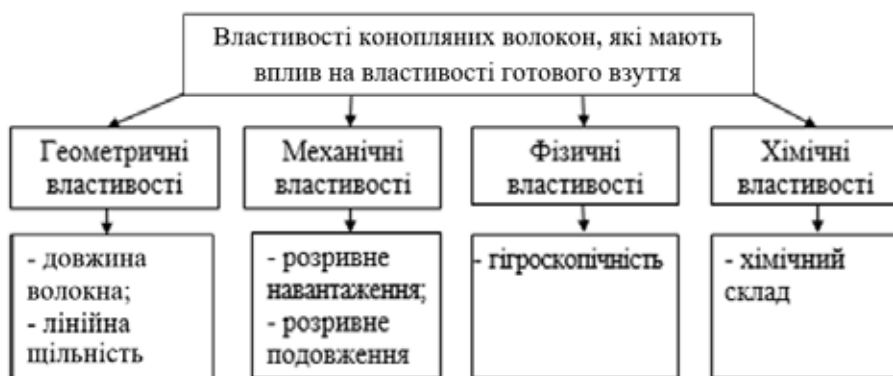 Властивості конопляних волокон, які мають
вплив на властивості готового взуття
Геометричні
властивості
Механічні
властивості
Фізичні
властивості
Хімічні
властивості
- довжина
волокна;
- лінійна
щільність
- розривне
навантаження;
- розривне
подовження
- гігроскопічність
- хімічний
склад